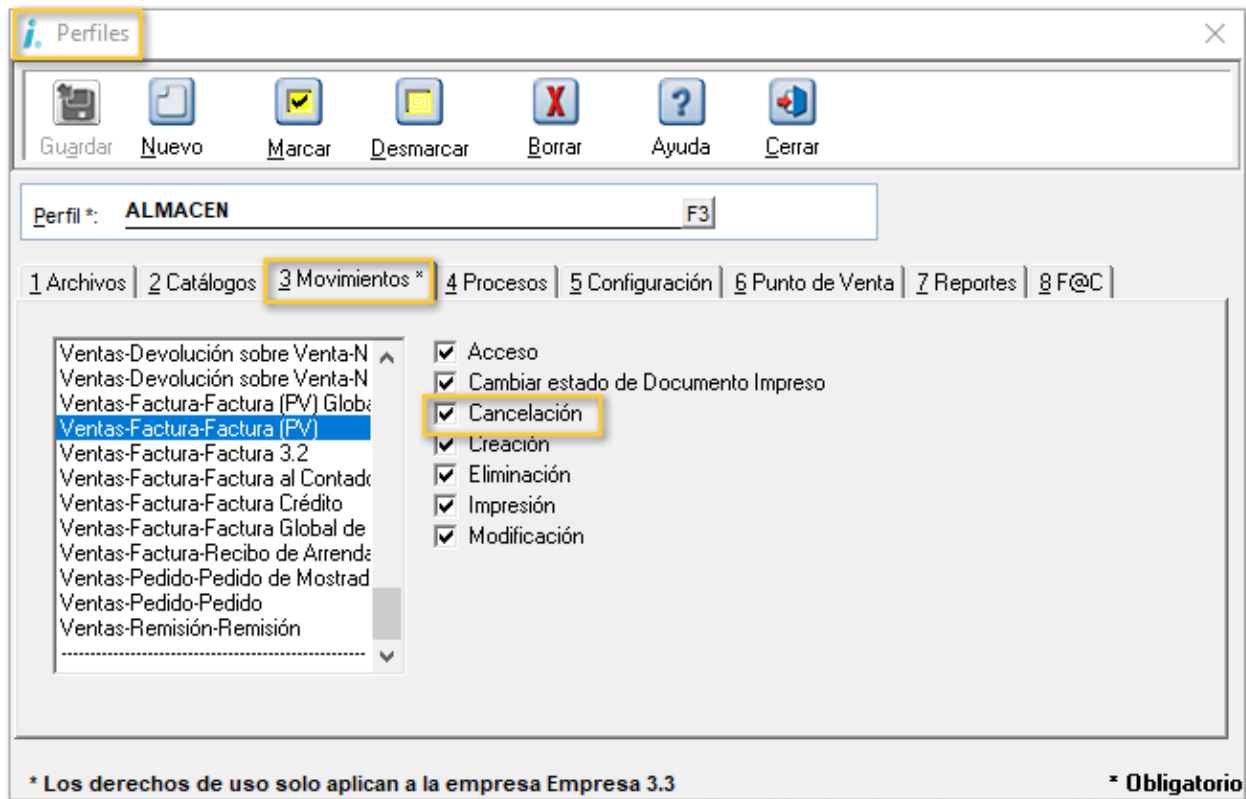 Perfiles
Guardar Nuevo Marcar Desmarcar Borrar Ayuda Cerrar
Perfil *: ALMACEN F3
1 Archivos 2 Catálogos 3 Movimientos * 4 Procesos 5 Configuración 6 Punto de Venta 7 Reportes 8 F@C
Ventas-Devolución sobre Venta-N
Ventas-Devolución sobre Venta-N
Ventas-Factura-Factura (PV) Globa
Ventas-Factura-Factura (PV)
Ventas-Factura-Factura 3.2
Ventas-Factura-Factura al Contado
Ventas-Factura-Factura Crédito
Ventas-Factura-Factura Global de
Ventas-Factura-Recibo de Arrenda
Ventas-Pedido-Pedido de Mostrad
Ventas-Pedido-Pedido
Ventas-Remisión-Remisión
Acceso
Cambiar estado de Documento Impreso
Cancelación
Creación
Eliminación
Impresión
Modificación
* Los derechos de uso solo aplican a la empresa Empresa 3.3
* Obligatorio